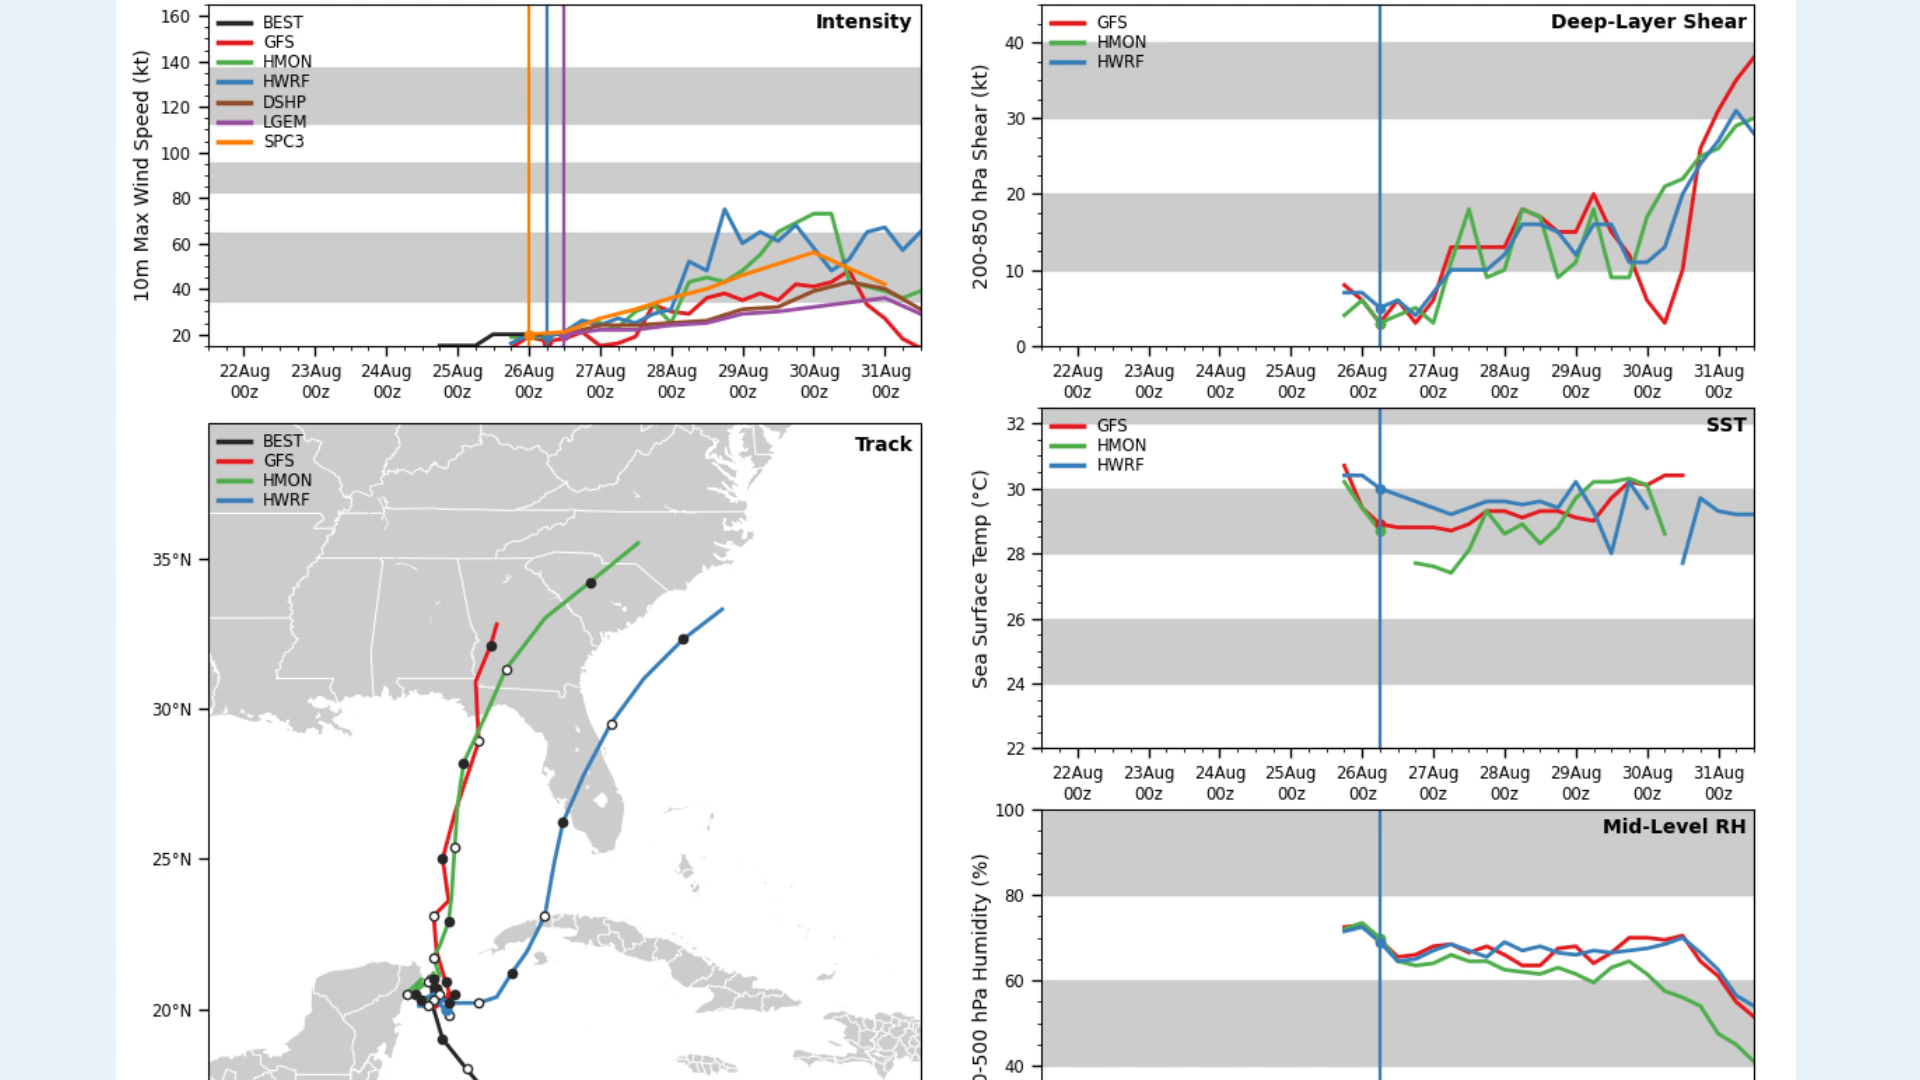 Intensity
BEST
GFS
HMON
HWRF
DSHP
LGEM
SPC3
10m Max Wind Speed (kt)
160
140
120
100
80
60
40
20
22Aug 23Aug 24Aug 25Aug 26Aug 27Aug 28Aug 29Aug 30Aug 31Aug
00z 00z 00z 00z 00z 00z 00z 00z 00z 00z
Deep-Layer Shear
GFS
HMON
HWRF
200-850 hPa Shear (kt)
40
30
20
10
0
22Aug 23Aug 24Aug 25Aug 26Aug 27Aug 28Aug 29Aug 30Aug 31Aug
00z 00z 00z 00z 00z 00z 00z 00z 00z 00z
Track
BEST
GFS
HMON
HWRF
35°N
30°N
25°N
20°N
SST
GFS
HMON
HWRF
Sea Surface Temp (°C)
32
30
28
26
24
22
22Aug 23Aug 24Aug 25Aug 26Aug 27Aug 28Aug 29Aug 30Aug 31Aug
00z 00z 00z 00z 00z 00z 00z 00z 00z 00z
Mid-Level RH
0-500 hPa Humidity (%)
100
80
60
40